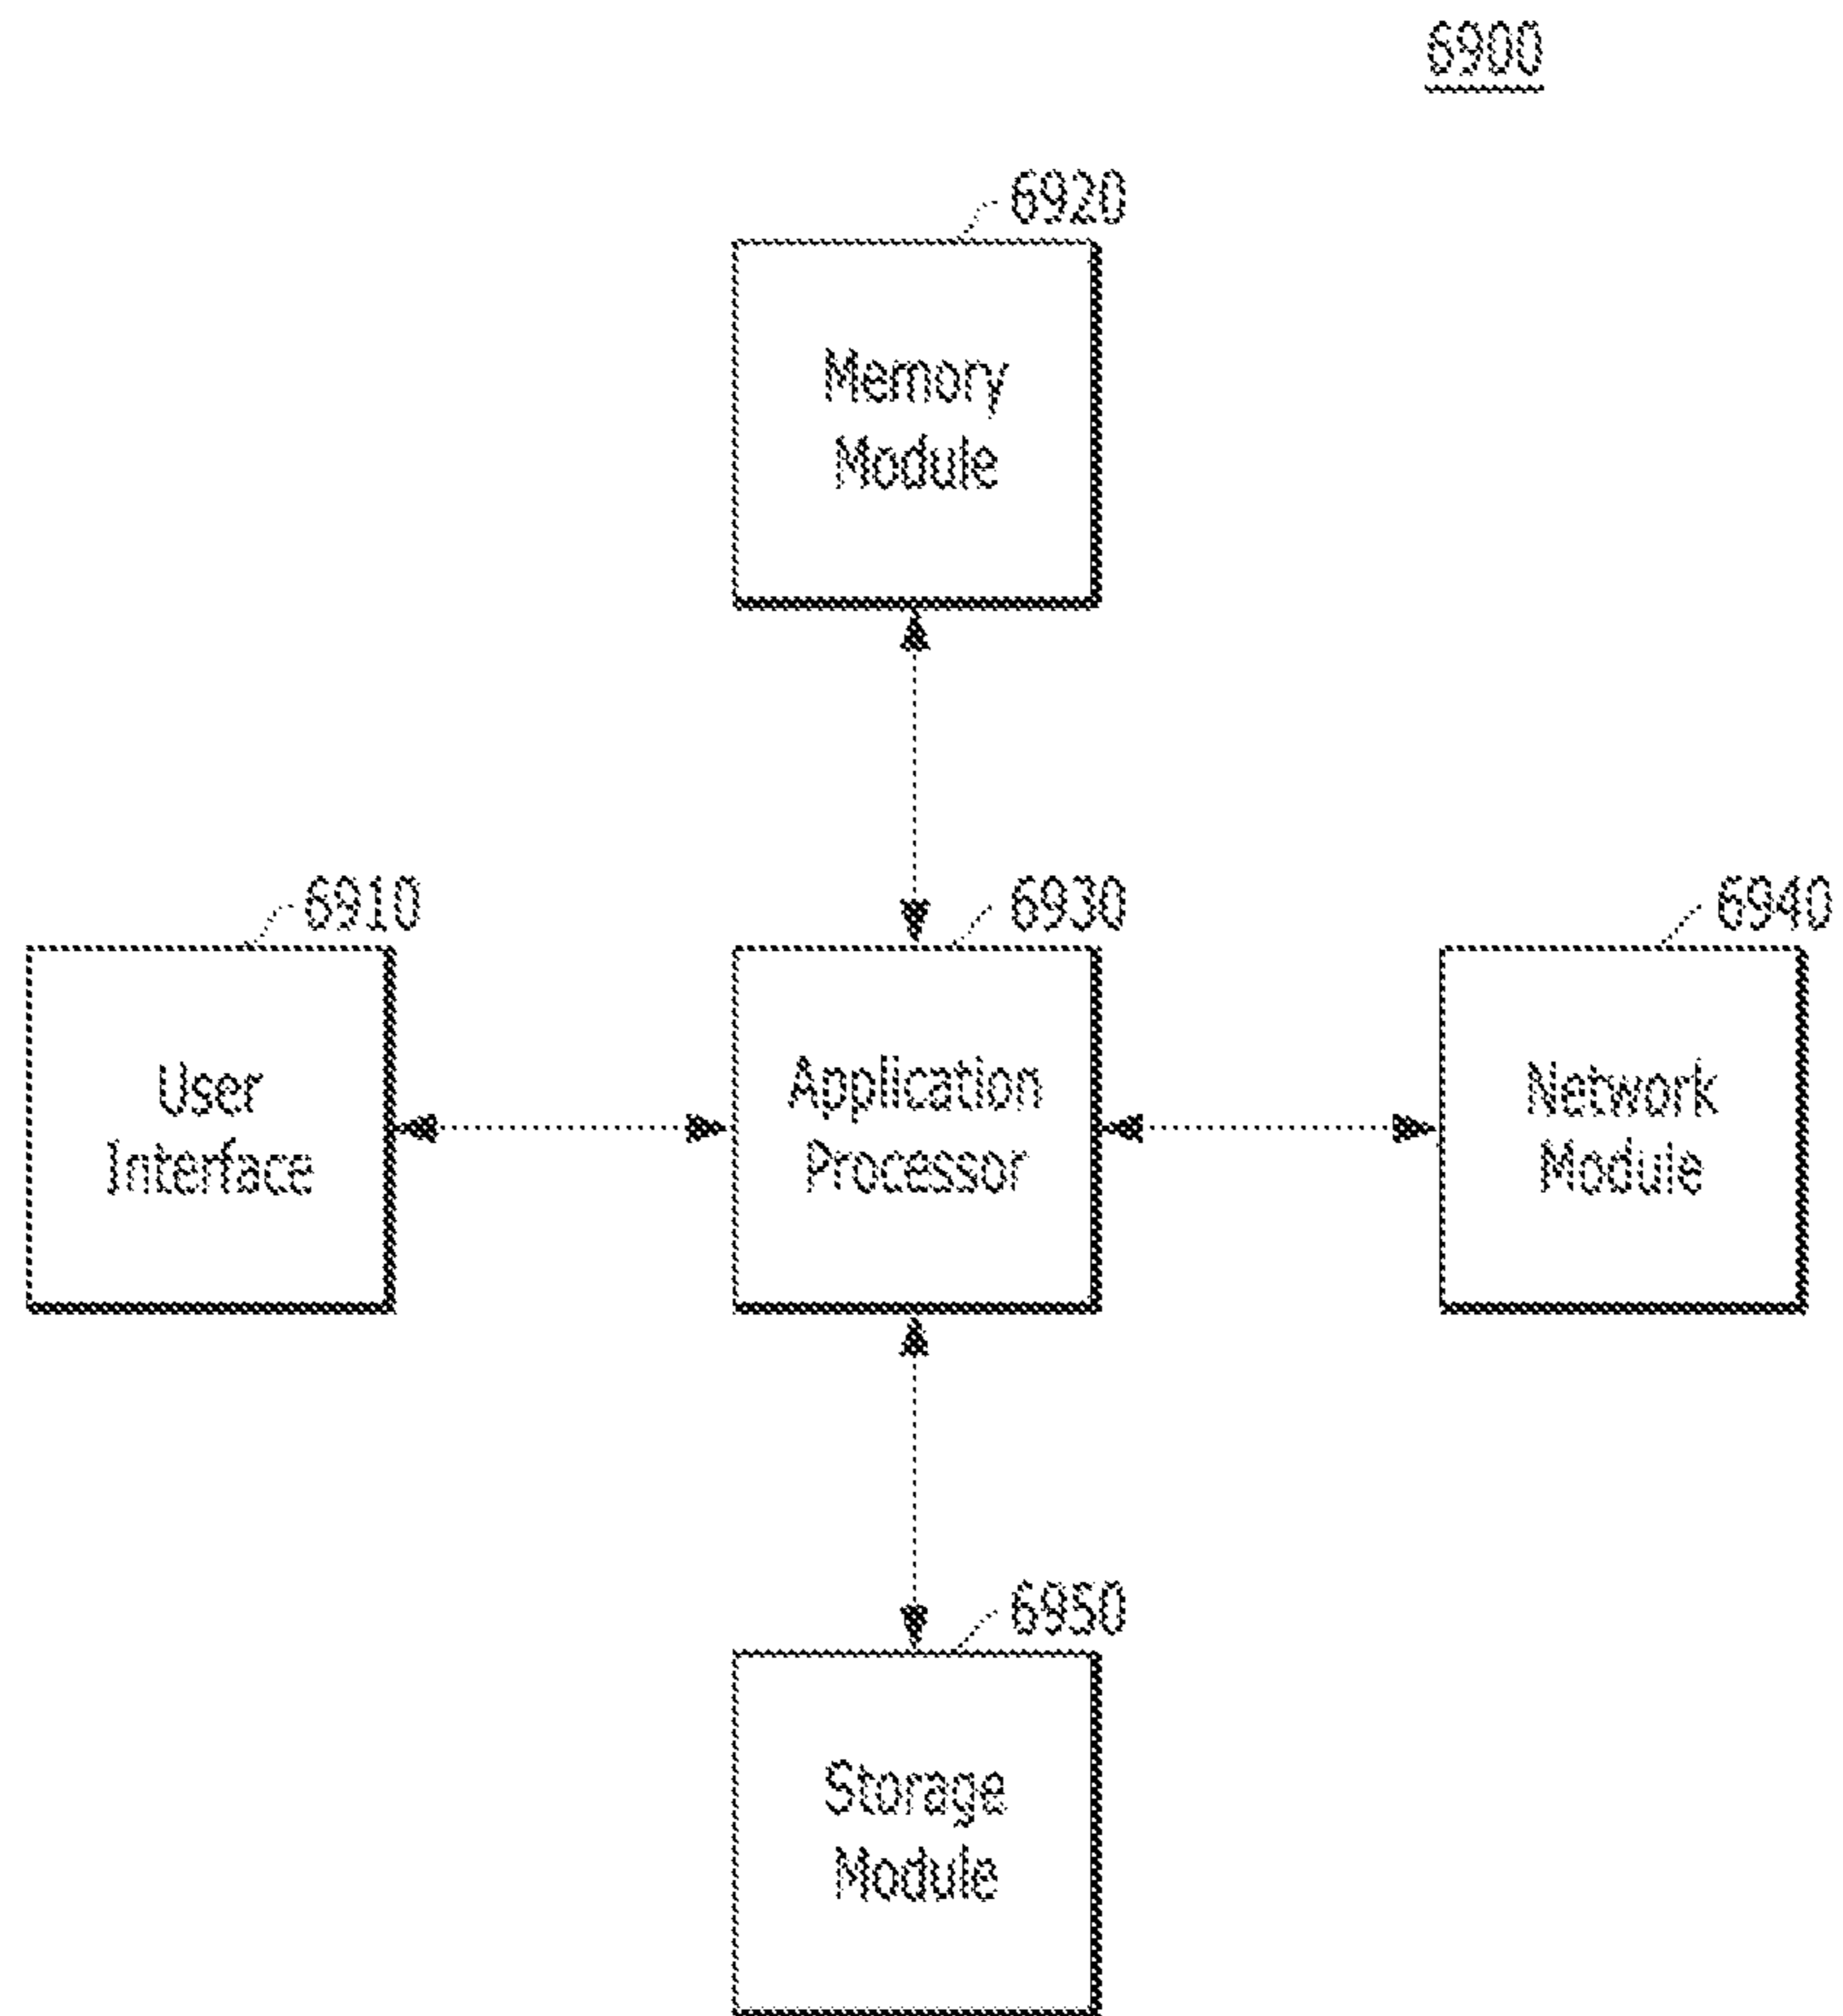 6900
6920
Memory
Module
6910
6930
6940
User
Interface
Application
Processor
Network
Module
6950
Storage
Module